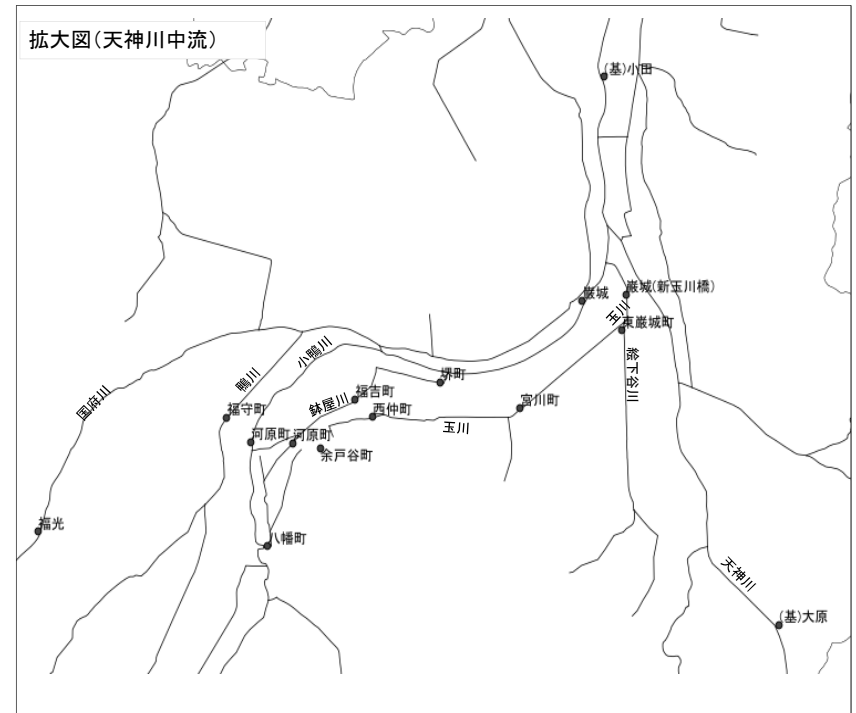 拡大図(天神川中流)
(基)小田
巌城
巌城(新玉川橋)
玉川
東巌城町
絵下谷川
小鴨川
鴨川
国府川
堺町
福吉町
鉢屋川
西仲町
宮川町
玉川
福守町
河原町
河原町
余戸谷町
福光
八幡町
天神川
(基)大原